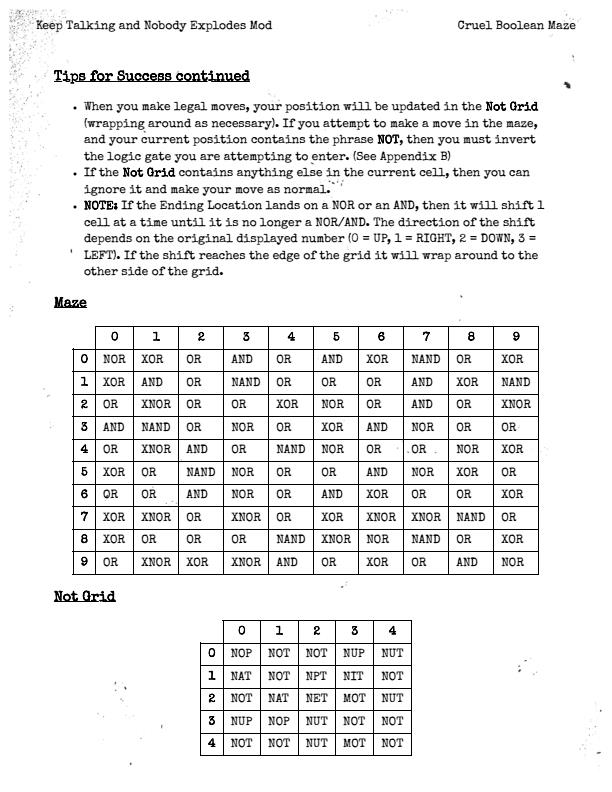 Keep Talking and Nobody Explodes Mod Cruel Boolean Maze
Tips for Success continued
• When you make legal moves, your position will be updated in the Not Grid
(wrapping around as necessary). If you attempt to make a move in the maze,
and your current position contains the phrase NOT, then you must invert
the logic gate you are attempting to enter. (See Appendix B)
• If the Not Grid contains anything else in the current cell, then you can
ignore it and make your move as normal.
• NOTE: If the Ending Location lands on a NOR or an AND, then it will shift 1
cell at a time until it is no longer a NOR/AND. The direction of the shift
depends on the original displayed number (0 = UP, 1 = RIGHT, 2 = DOWN, 3 =
LEFT). If the shift reaches the edge of the grid it will wrap around to the
other side of the grid.
Maze
0 1 2 3 4 5 6 7 8 9
0 NOR XOR OR AND OR AND XOR NAND OR XOR
1 XOR AND OR NAND OR OR OR AND XOR NAND
2 OR XNOR OR OR XOR NOR OR AND OR XNOR
3 AND NAND OR NOR OR XOR AND NOR OR OR
4 OR XNOR AND OR NAND NOR OR OR NOR XOR
5 XOR OR NAND NOR OR OR AND NOR XOR OR
6 OR OR AND NOR OR AND XOR OR OR XOR
7 XOR XNOR OR XNOR OR XOR XNOR XNOR NAND OR
8 XOR OR OR OR NAND XNOR NOR NAND OR XOR
9 OR XNOR XOR XNOR AND OR XOR OR AND NOR
Not Grid
0 1 2 3 4
0 NOP NOT NOT NUP NUT
1 NAT NOT NPT NIT NOT
2 NOT NAT NET MOT NUT
3 NUP NOP NUT NOT NOT
4 NOT NOT NUT MOT NOT